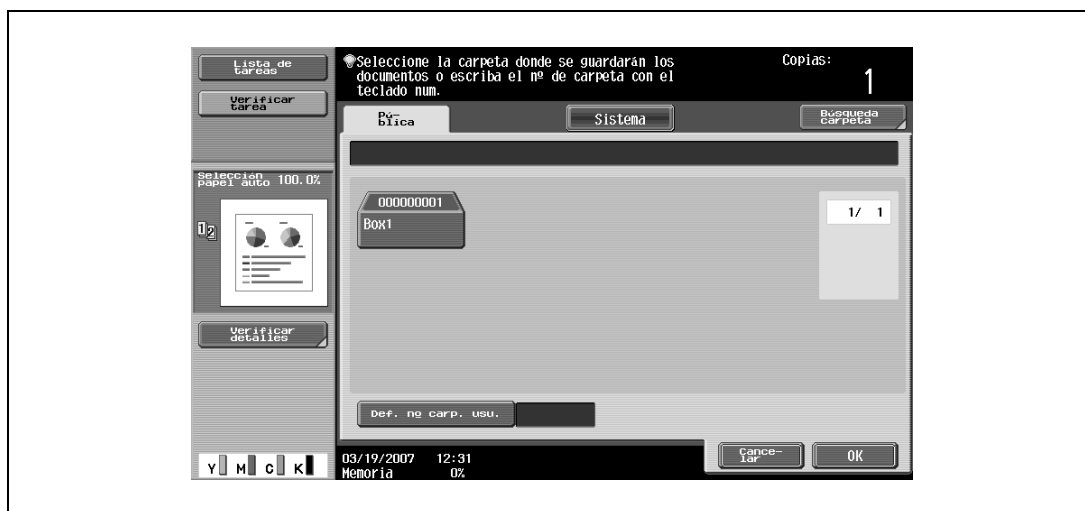 Lista de
tareas
Verificar
tarea
Selección
papel auto 100.0%
1 2
Verificar
detalles
Y M C K
Seleccione la carpeta donde se guardarán los
documentos o escriba el nº de carpeta con el
teclado num.
Copias:
1
Pú-
blica
Sistema
Búsqueda
carpeta
000000001
Box1
1/ 1
Def. nº carp. usu.
03/19/2007 12:31
Memoria 0%
Cance-
lar
OK